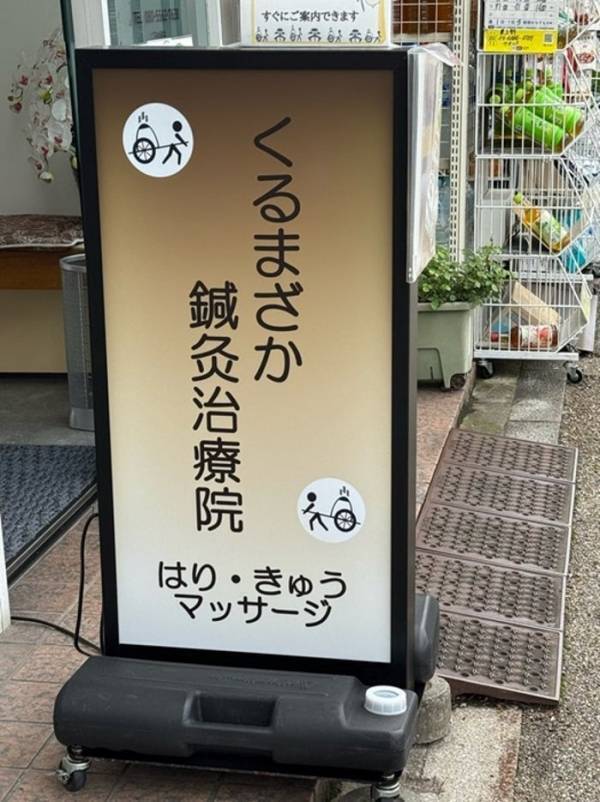 すぐにご案内できます
くるまざか
鍼灸治療院
はり・きゅう
マッサージ